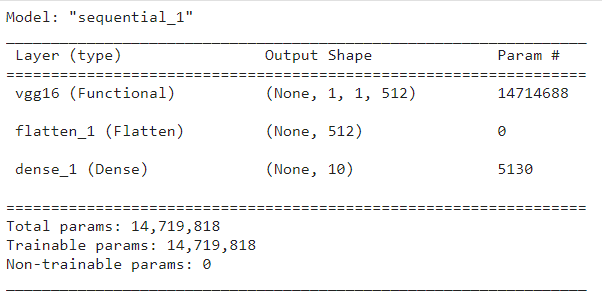 Model: "sequential_1"
_________________________________________________________________
Layer (type)                Output Shape              Param #
=================================================================
vgg16 (Functional)          (None, 1, 1, 512)         14714688
flatten_1 (Flatten)         (None, 512)               0
dense_1 (Dense)             (None, 10)                5130
=================================================================
Total params: 14,719,818
Trainable params: 14,719,818
Non-trainable params: 0
_________________________________________________________________